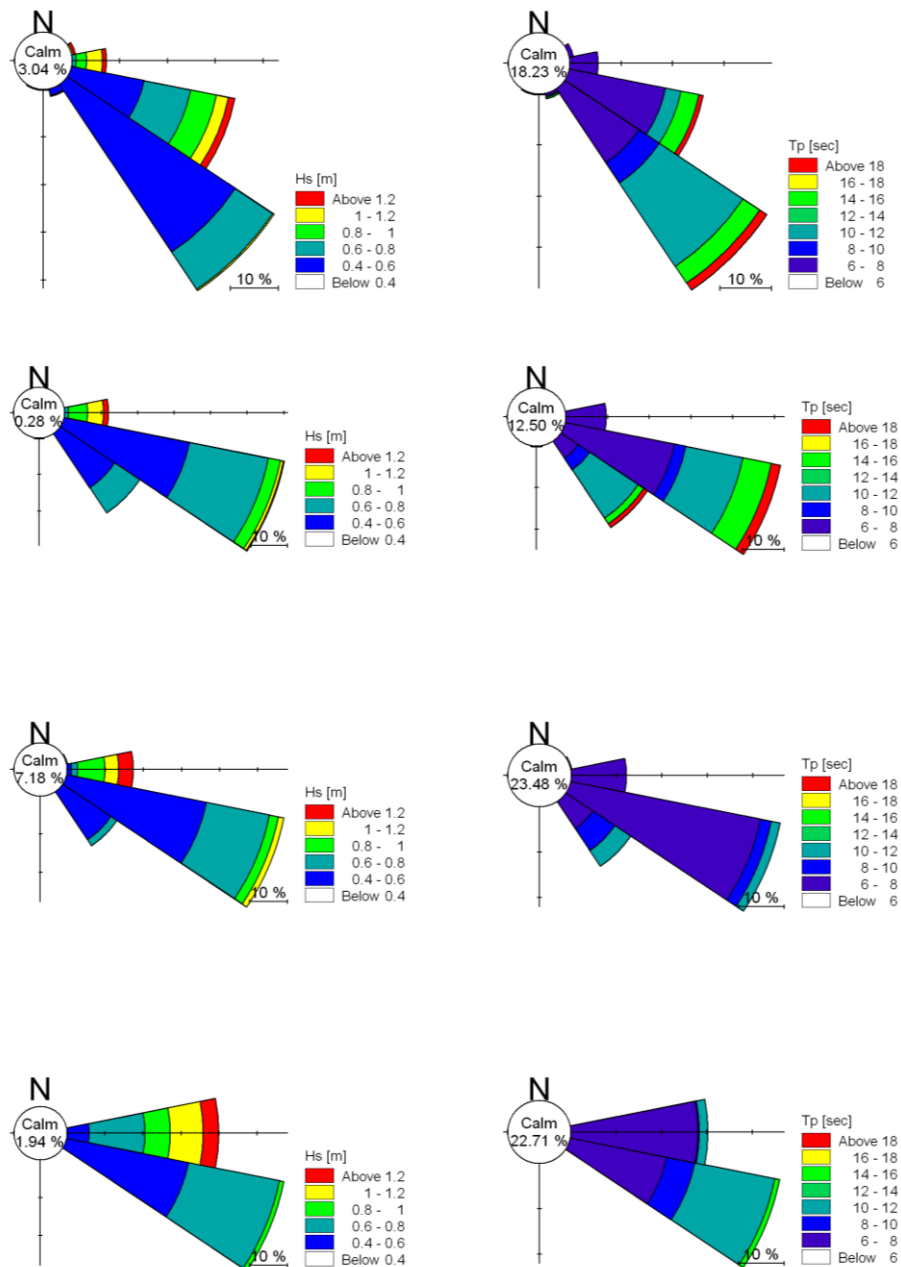 N
Calm
3.04 %
Hs [m]
Above 1.2
1 - 1.2
0.8 - 1
0.6 - 0.8
0.4 - 0.6
Below 0.4
10 %
N
Calm
18.23 %
Tp [sec]
Above 18
16 - 18
14 - 16
12 - 14
10 - 12
8 - 10
6 - 8
Below 6
10 %
N
Calm
0.28 %
Hs [m]
Above 1.2
1 - 1.2
0.8 - 1
0.6 - 0.8
0.4 - 0.6
Below 0.4
10 %
N
Calm
12.50 %
Tp [sec]
Above 18
16 - 18
14 - 16
12 - 14
10 - 12
8 - 10
6 - 8
Below 6
10 %
N
Calm
7.18 %
Hs [m]
Above 1.2
1 - 1.2
0.8 - 1
0.6 - 0.8
0.4 - 0.6
Below 0.4
10 %
N
Calm
23.48 %
Tp [sec]
Above 18
16 - 18
14 - 16
12 - 14
10 - 12
8 - 10
6 - 8
Below 6
10 %
N
Calm
1.94 %
Hs [m]
Above 1.2
1 - 1.2
0.8 - 1
0.6 - 0.8
0.4 - 0.6
Below 0.4
10 %
N
Calm
22.71 %
Tp [sec]
Above 18
16 - 18
14 - 16
12 - 14
10 - 12
8 - 10
6 - 8
Below 6
10 %